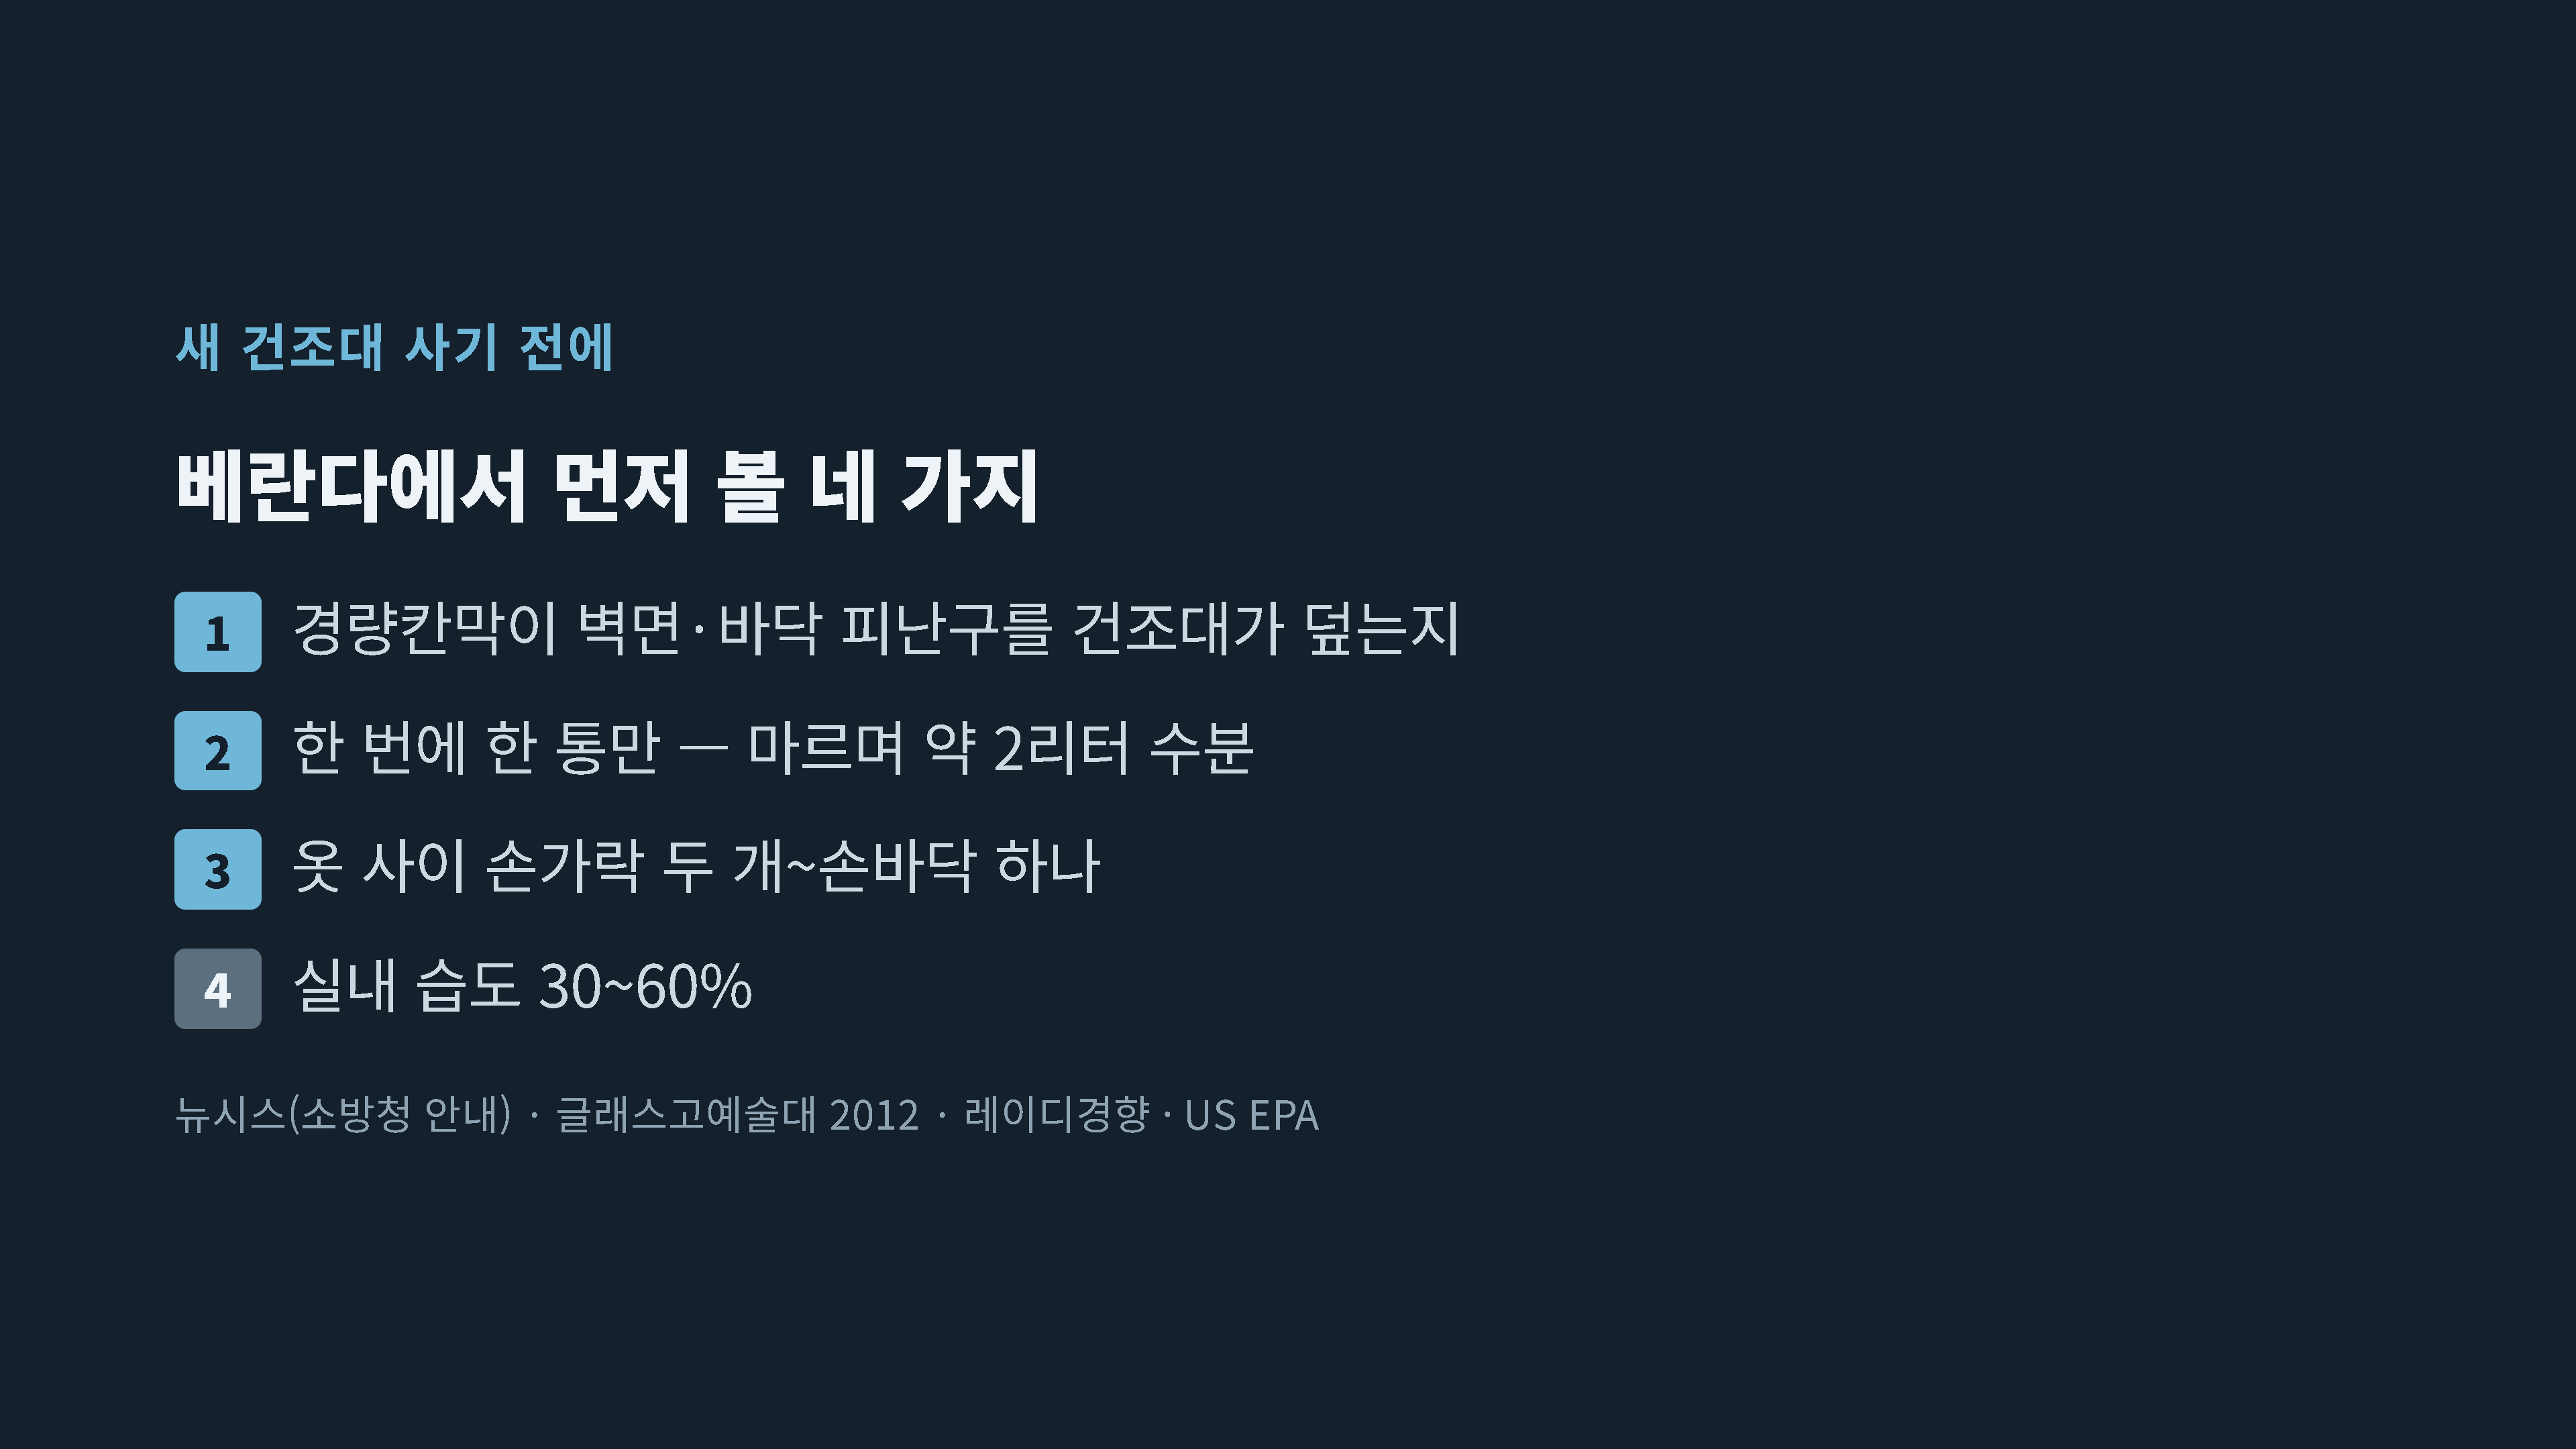 새 건조대 사기 전에
베란다에서 먼저 볼 네 가지
1 경량칸막이 벽면·바닥 피난구를 건조대가 덮는지
2 한 번에 한 통만 — 마르며 약 2리터 수분
3 옷 사이 손가락 두 개~손바닥 하나
4 실내 습도 30~60%
뉴시스(소방청 안내) · 글래스고예술대 2012 · 레이디경향 · US EPA